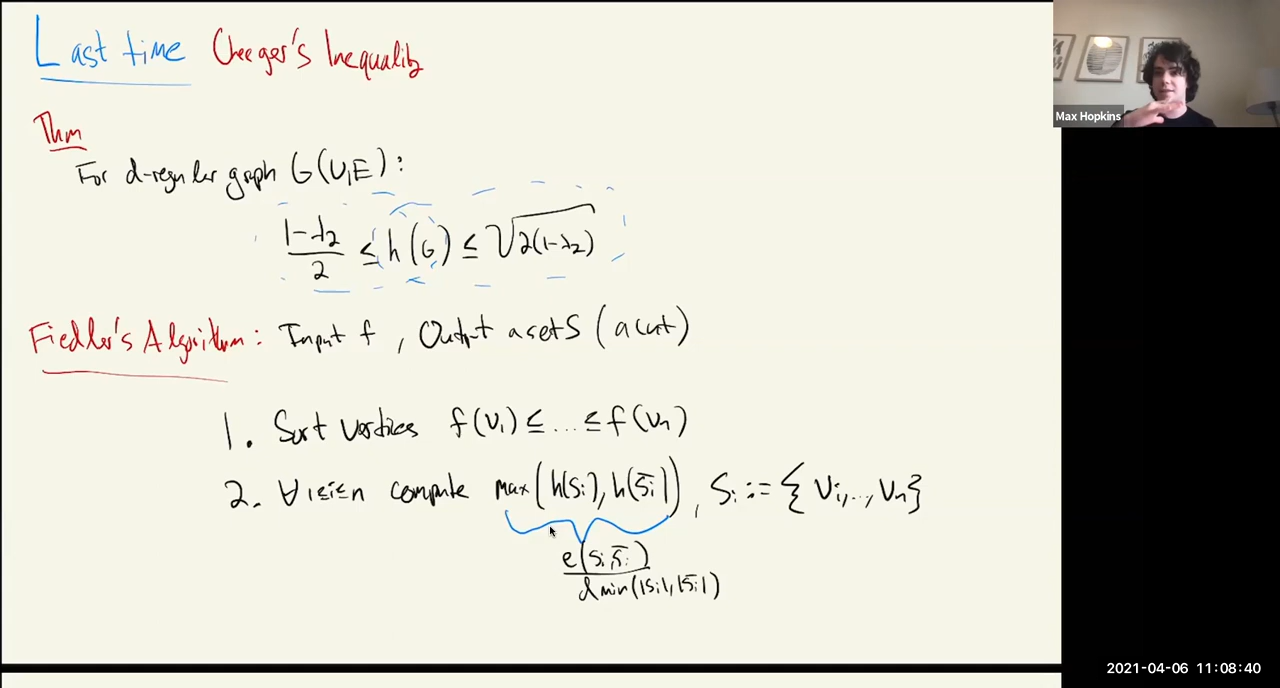 Last time Cheeger's Inequality
Thm
For d-regular graph G(V,E):
(1-λ2)/2 ≤ h(G) ≤ √(2(1-λ2))
Fiedler's Algorithm: Input f, Output a set S (a cut)
1. Sort vertices f(v1) ≤ ... ≤ f(vn)
2. ∀ 1≤i≤n compute max(h(Si), h(S̄i)), Si := {vi,..,vn}
e(Si,S̄i)
d min(|Si|,|S̄i|)
Max Hopkins
2021-04-06 11:08:40